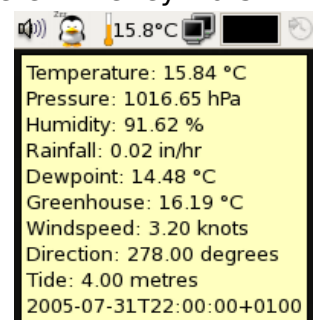 zzz
15.8°C
Temperature: 15.84 °C
Pressure: 1016.65 hPa
Humidity: 91.62 %
Rainfall: 0.02 in/hr
Dewpoint: 14.48 °C
Greenhouse: 16.19 °C
Windspeed: 3.20 knots
Direction: 278.00 degrees
Tide: 4.00 metres
2005-07-31T22:00:00+0100